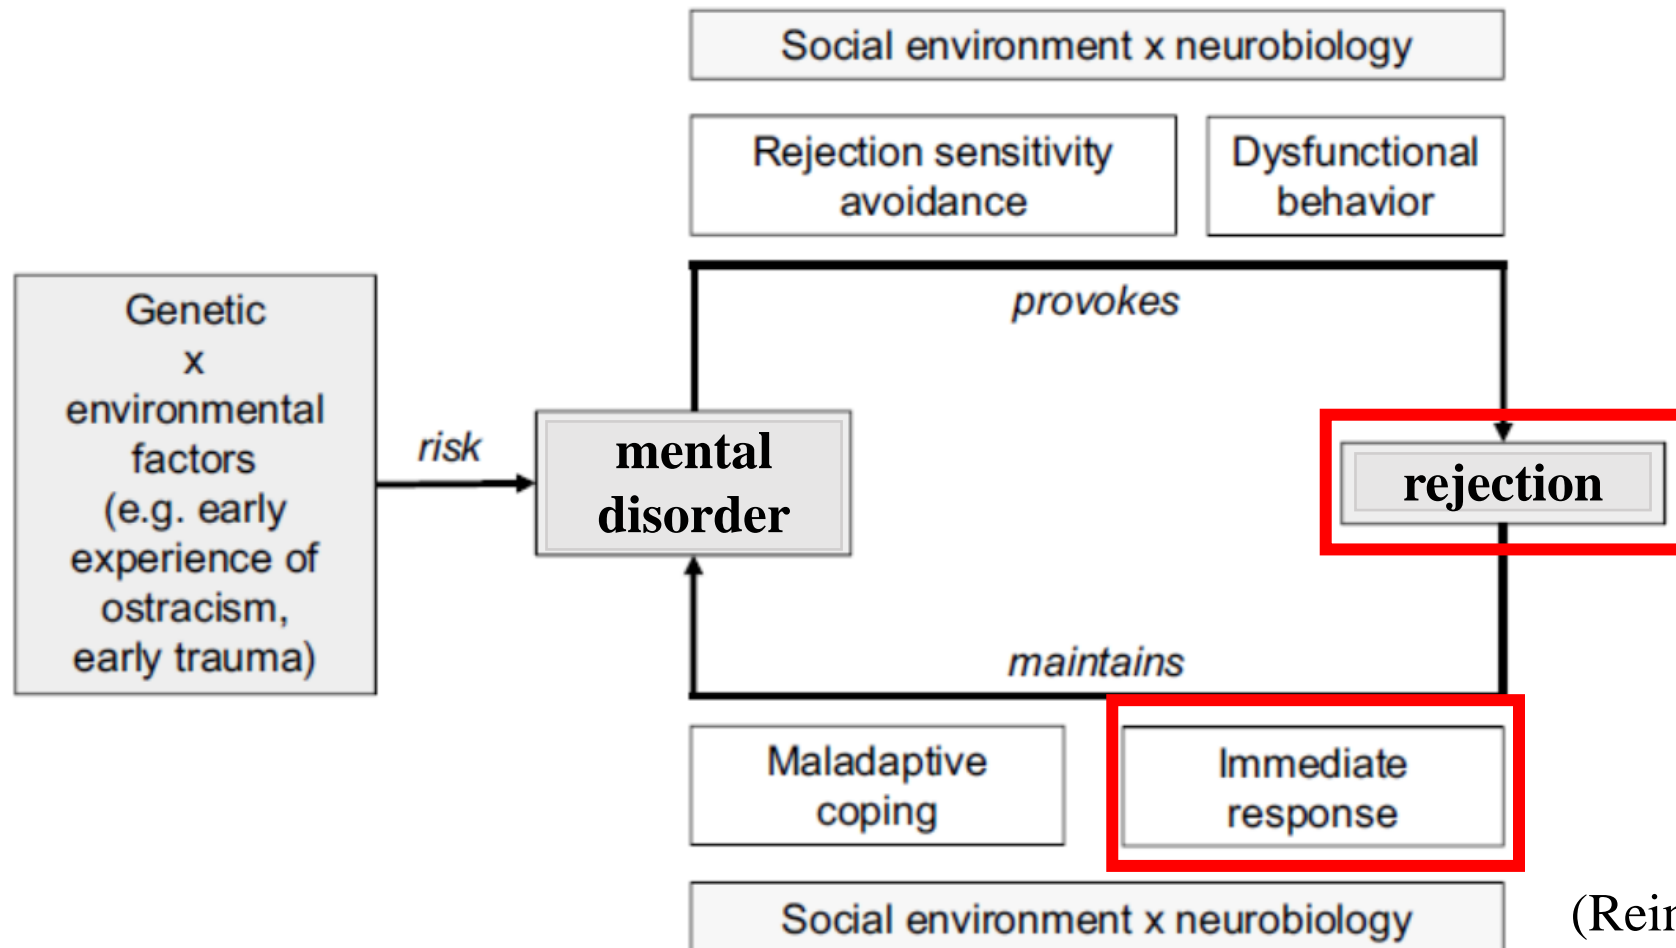 Social environment x neurobiology
Rejection sensitivity
avoidance
Dysfunctional
behavior
provokes
Genetic
x
environmental
factors
(e.g. early
experience of
ostracism,
early trauma)
risk
mental
disorder
rejection
maintains
Maladaptive
coping
Immediate
response
Social environment x neurobiology